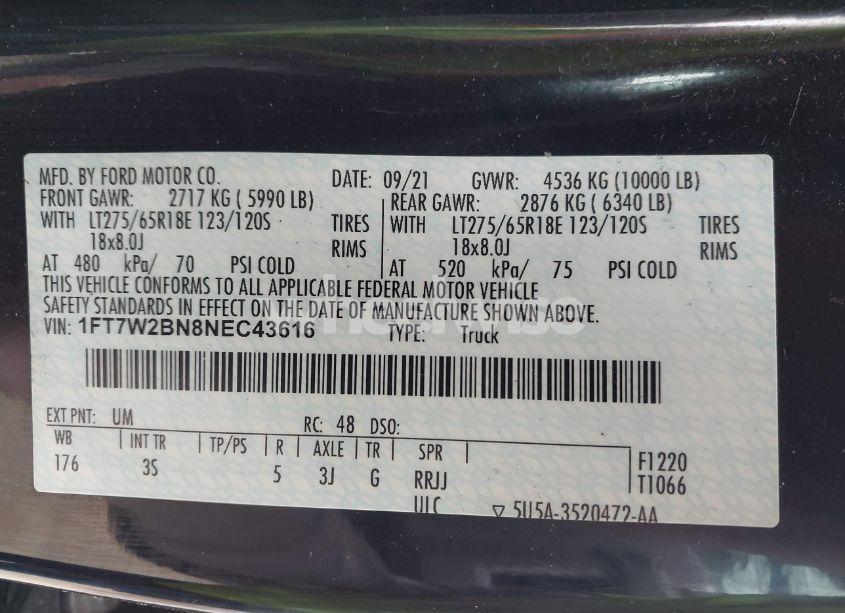 MFD. BY FORD MOTOR CO. DATE: 09/21 GVWR: 4536 KG (10000 LB)
FRONT GAWR: 2717 KG ( 5990 LB) REAR GAWR: 2876 KG ( 6340 LB)
WITH LT275/65R18E 123/120S TIRES WITH LT275/65R18E 123/120S TIRES
18x8.0J RIMS 18x8.0J RIMS
AT 480 kPa/ 70 PSI COLD AT 520 kPa/ 75 PSI COLD
THIS VEHICLE CONFORMS TO ALL APPLICABLE FEDERAL MOTOR VEHICLE
SAFETY STANDARDS IN EFFECT ON THE DATE OF MANUFACTURE SHOWN ABOVE.
VIN: 1FT7W2BN8NEC43616 TYPE: Truck
EXT PNT: UM RC: 48 DSO:
WB INT TR TP/PS R AXLE TR SPR
176 3S 5 3J G RRJJ F1220
T1066
UIC ▽ 5U5A-3520472-AA